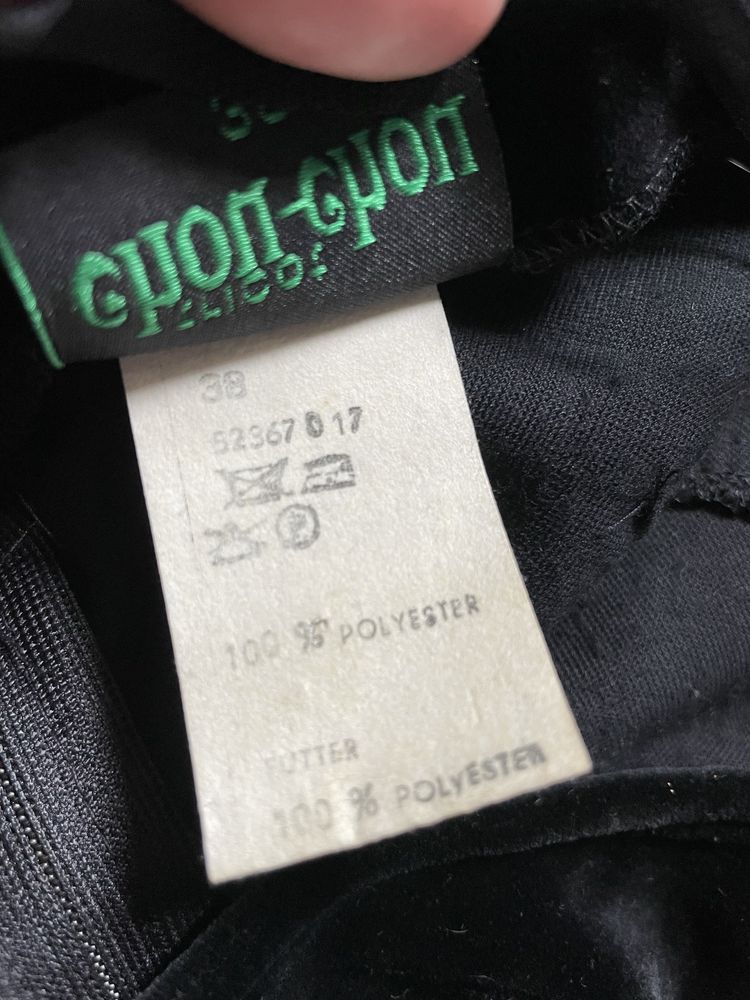 chon-chon
38
52367 0 17
100 % POLYESTER
FUTTER
100 % POLYESTER